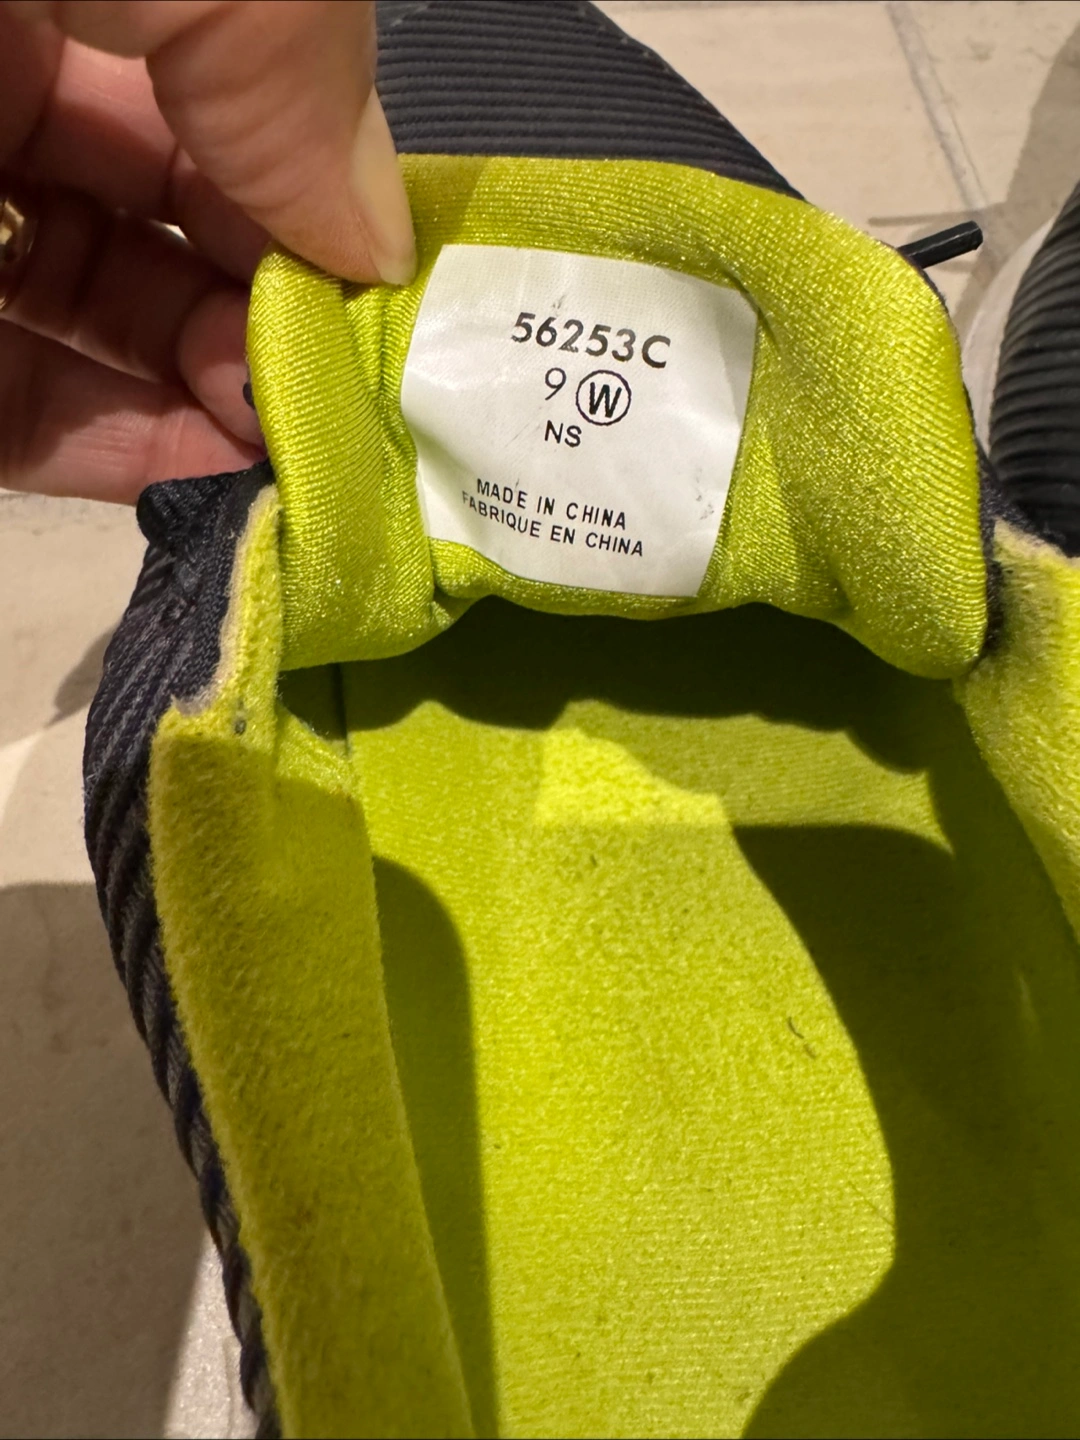 56253C
9 W
NS
MADE IN CHINA
FABRIQUE EN CHINA